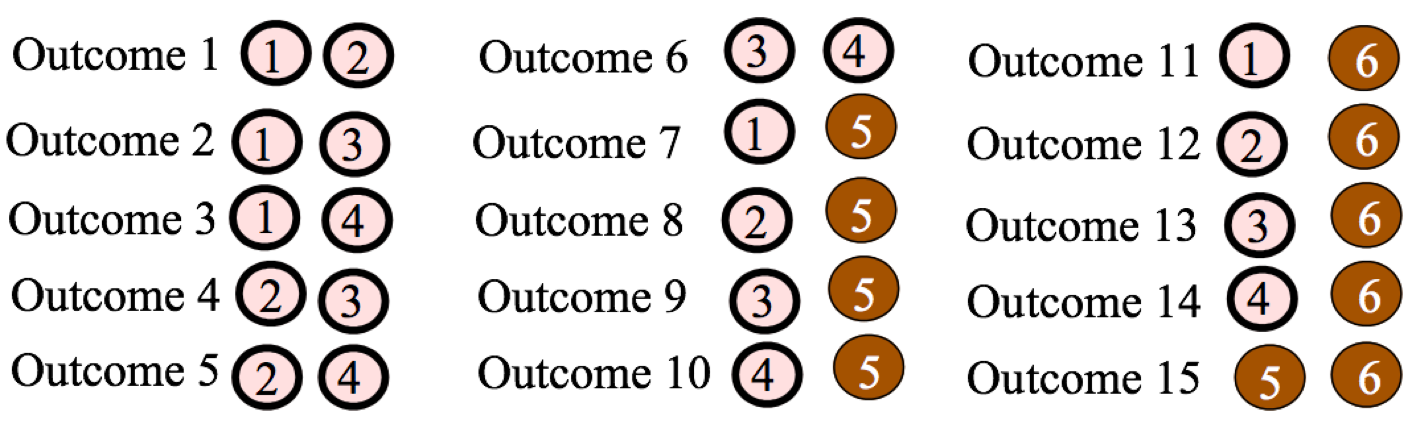 Outcome 1 1 2
Outcome 2 1 3
Outcome 3 1 4
Outcome 4 2 3
Outcome 5 2 4
Outcome 6 3 4
Outcome 7 1 5
Outcome 8 2 5
Outcome 9 3 5
Outcome 10 4 5
Outcome 11 1 6
Outcome 12 2 6
Outcome 13 3 6
Outcome 14 4 6
Outcome 15 5 6